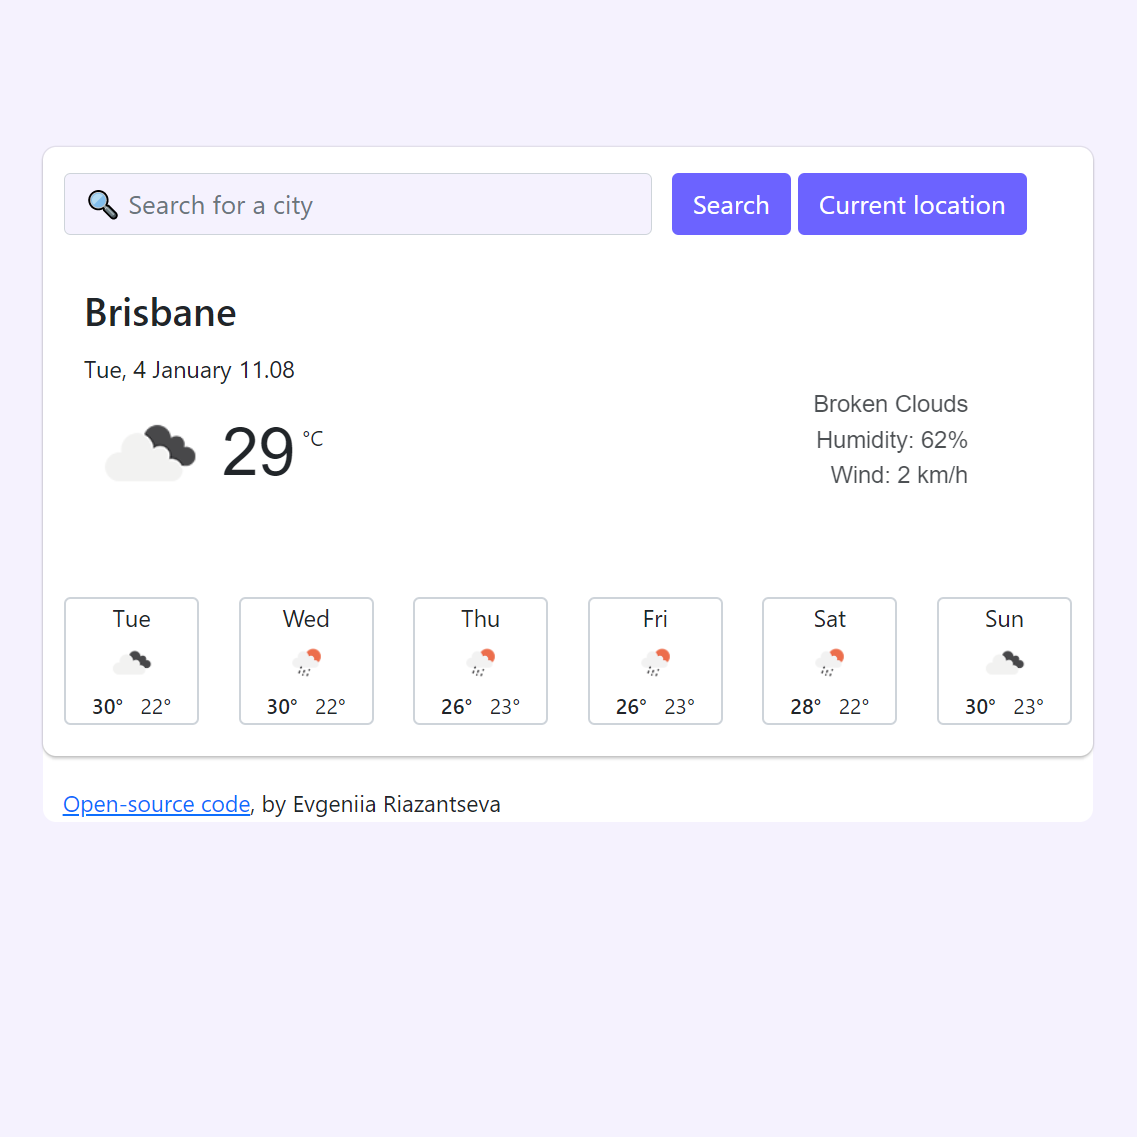 Search for a city
Search
Current location
Brisbane
Tue, 4 January 11.08
29 °C
Broken Clouds
Humidity: 62%
Wind: 2 km/h
Tue
30° 22°
Wed
30° 22°
Thu
26° 23°
Fri
26° 23°
Sat
28° 22°
Sun
30° 23°
Open-source code, by Evgeniia Riazantseva